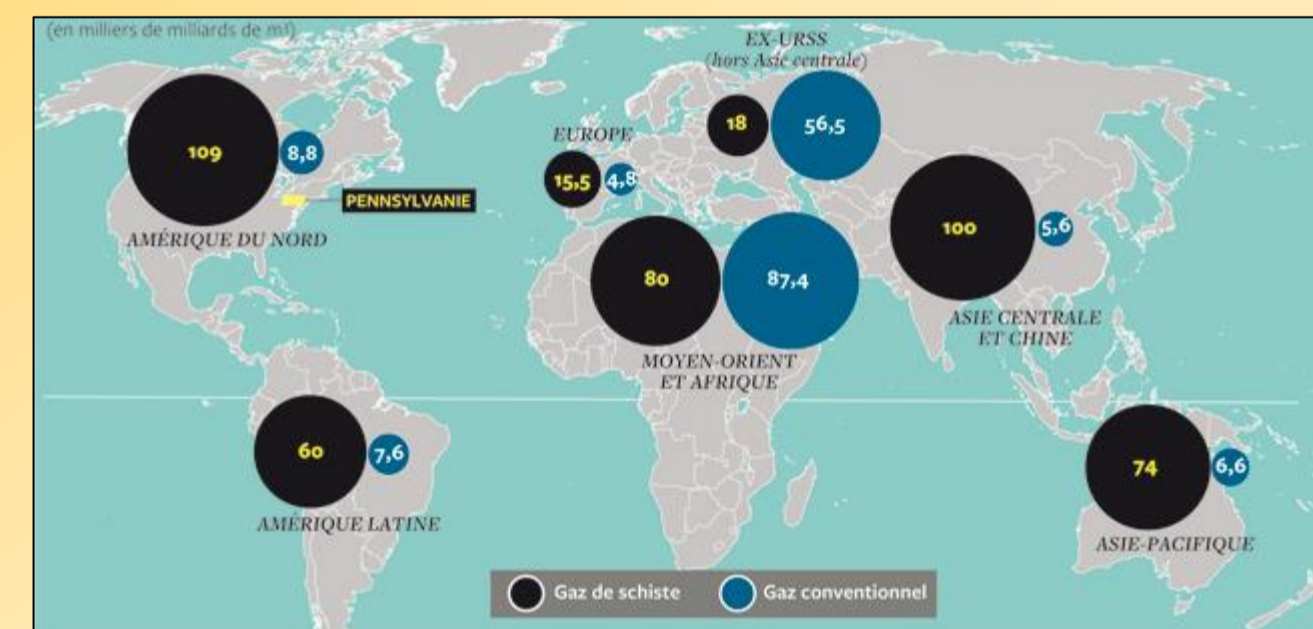 (en milliers de milliards de m³)
EX-URSS
(hors Asie centrale)
109
8,8
PENNSYLVANIE
AMÉRIQUE DU NORD
EUROPE
15,5
4,8
18
56,5
80
87,4
MOYEN-ORIENT
ET AFRIQUE
100
5,6
ASIE CENTRALE
ET CHINE
60
7,6
AMÉRIQUE LATINE
74
6,6
ASIE-PACIFIQUE
Gaz de schiste
Gaz conventionnel